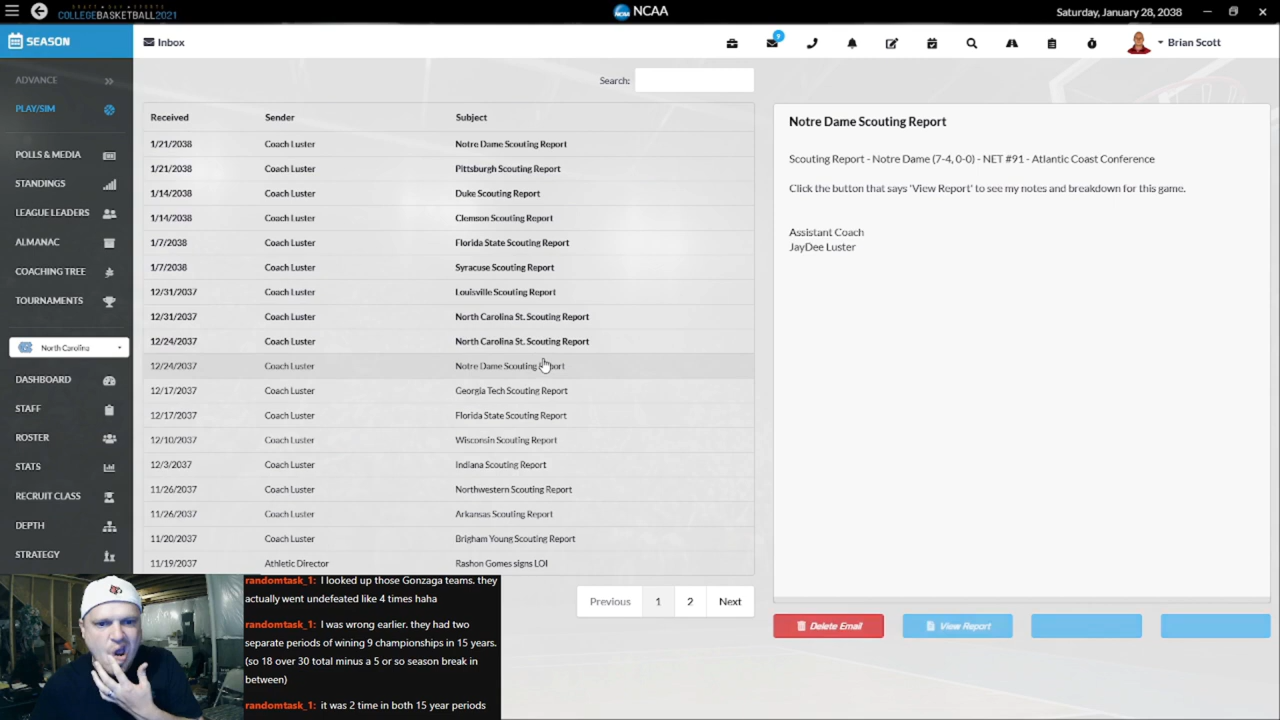 DRAFT • DAY • SPORTS
COLLEGEBASKETBALL2021
NCAA
Saturday, January 28, 2038
SEASON
Inbox
9
Brian Scott
ADVANCE
PLAY/SIM
POLLS & MEDIA
STANDINGS
LEAGUE LEADERS
ALMANAC
COACHING TREE
TOURNAMENTS
North Carolina
DASHBOARD
STAFF
ROSTER
STATS
RECRUIT CLASS
DEPTH
STRATEGY
Search:
Received Sender Subject
1/21/2038 Coach Luster Notre Dame Scouting Report
1/21/2038 Coach Luster Pittsburgh Scouting Report
1/14/2038 Coach Luster Duke Scouting Report
1/14/2038 Coach Luster Clemson Scouting Report
1/7/2038 Coach Luster Florida State Scouting Report
1/7/2038 Coach Luster Syracuse Scouting Report
12/31/2037 Coach Luster Louisville Scouting Report
12/31/2037 Coach Luster North Carolina St. Scouting Report
12/24/2037 Coach Luster North Carolina St. Scouting Report
12/24/2037 Coach Luster Notre Dame Scouting Report
12/17/2037 Coach Luster Georgia Tech Scouting Report
12/17/2037 Coach Luster Florida State Scouting Report
12/10/2037 Coach Luster Wisconsin Scouting Report
12/3/2037 Coach Luster Indiana Scouting Report
11/26/2037 Coach Luster Northwestern Scouting Report
11/26/2037 Coach Luster Arkansas Scouting Report
11/20/2037 Coach Luster Brigham Young Scouting Report
11/19/2037 Athletic Director Rashon Gomes signs LOI
Previous 1 2 Next
Notre Dame Scouting Report
Scouting Report - Notre Dame (7-4, 0-0) - NET #91 - Atlantic Coast Conference
Click the button that says 'View Report' to see my notes and breakdown for this game.
Assistant Coach
JayDee Luster
Delete Email
View Report
randomtask_1: I looked up those Gonzaga teams. they
actually went undefeated like 4 times haha
randomtask_1: I was wrong earlier. they had two
separate periods of wining 9 championships in 15 years.
(so 18 over 30 total minus a 5 or so season break in
between)
randomtask_1: it was 2 time in both 15 year periods